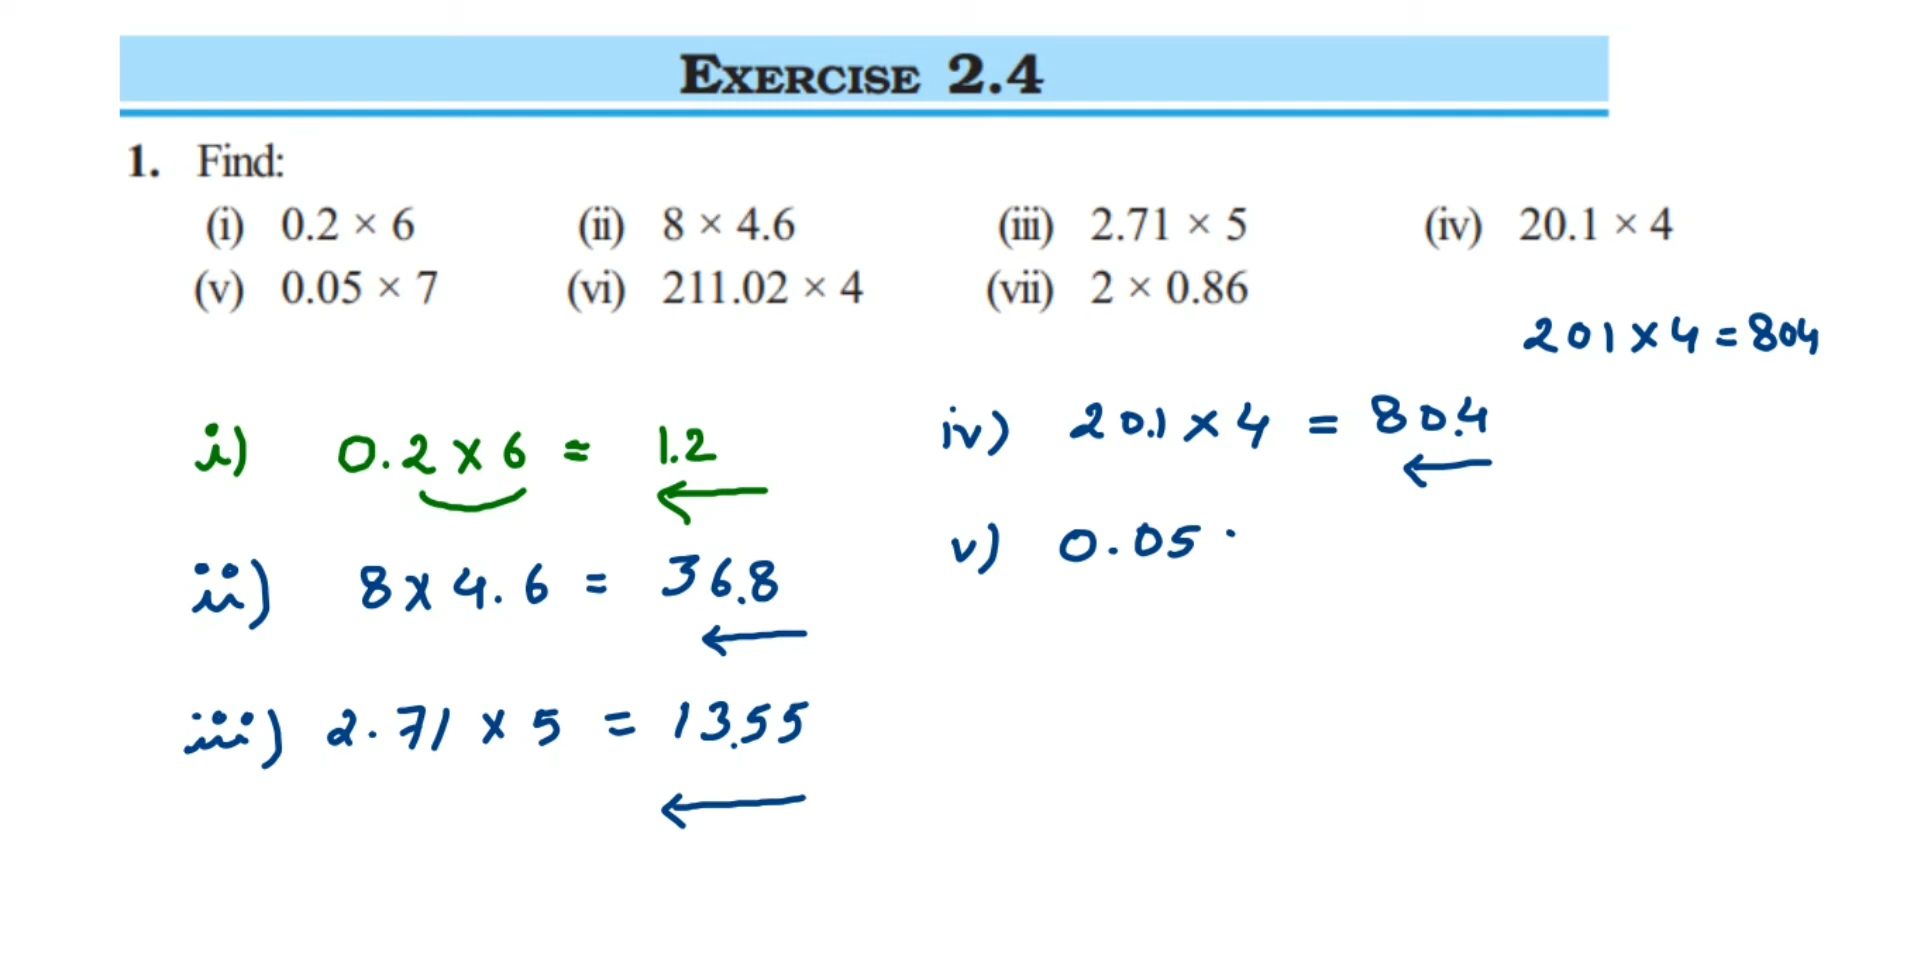 EXERCISE 2.4
1. Find:
(i) 0.2 × 6 (ii) 8 × 4.6 (iii) 2.71 × 5 (iv) 20.1 × 4
(v) 0.05 × 7 (vi) 211.02 × 4 (vii) 2 × 0.86
201 × 4 = 804
i) 0.2 × 6 = 1.2
ii) 8 × 4.6 = 36.8
iii) 2.71 × 5 = 13.55
iv) 20.1 × 4 = 80.4
v) 0.05 ·